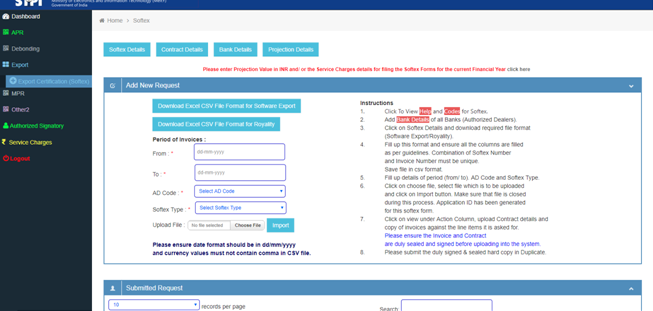 STPI Ministry of Electronics and Information Technology (MeitY)
Government of India
Dashboard
APR
Debonding
Export
Export Certification (Softex)
MPR
Other2
Authorized Signatory
Service Charges
Logout
Home > Softex
Softex Details Contract Details Bank Details Projection Details
Please enter Projection Value in INR and/ or the Service Charges details for filing the Softex Forms for the current Financial Year click here
Add New Request
Download Excel CSV File Format for Software Export
Download Excel CSV File Format for Royality
Period of Invoices :
From : * dd-mm-yyyy
To : * dd-mm-yyyy
AD Code : * Select AD Code
Softex Type : * Select Softex Type
Upload File : No file selected Choose File Import
Please ensure date format should be in dd/mm/yyyy
and currency values must not contain comma in CSV file.
Instructions
1. Click To View Help and Codes for Softex.
2. Add Bank Details of all Banks (Authorized Dealers).
3. Click on Softex Details and download required file format
(Software Export/Royality).
4. Fill up this format and ensure all the columns are filled
as per guidelines. Combination of Softex Number
and Invoice Number must be unique.
Save file in csv format.
5. Fill up details of period (from/ to), AD Code and Softex Type.
6. Click on choose file, select file which is to be uploaded
and click on Import button. Make sure that file is closed
during this process. Application ID has been generated
for this softex form.
7. Click on view under Action Column, upload Contract details and
copy of invoices against the line items it is asked for.
Please ensure the Invoice and Contract
are duly sealed and signed before uploading into the system.
8. Please submit the duly signed & sealed hard copy in Duplicate.
Submitted Request
10 records per page
Search: